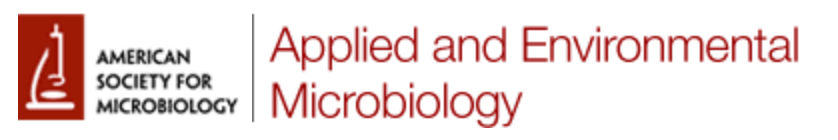 AMERICAN
SOCIETY FOR
MICROBIOLOGY
Applied and Environmental
Microbiology